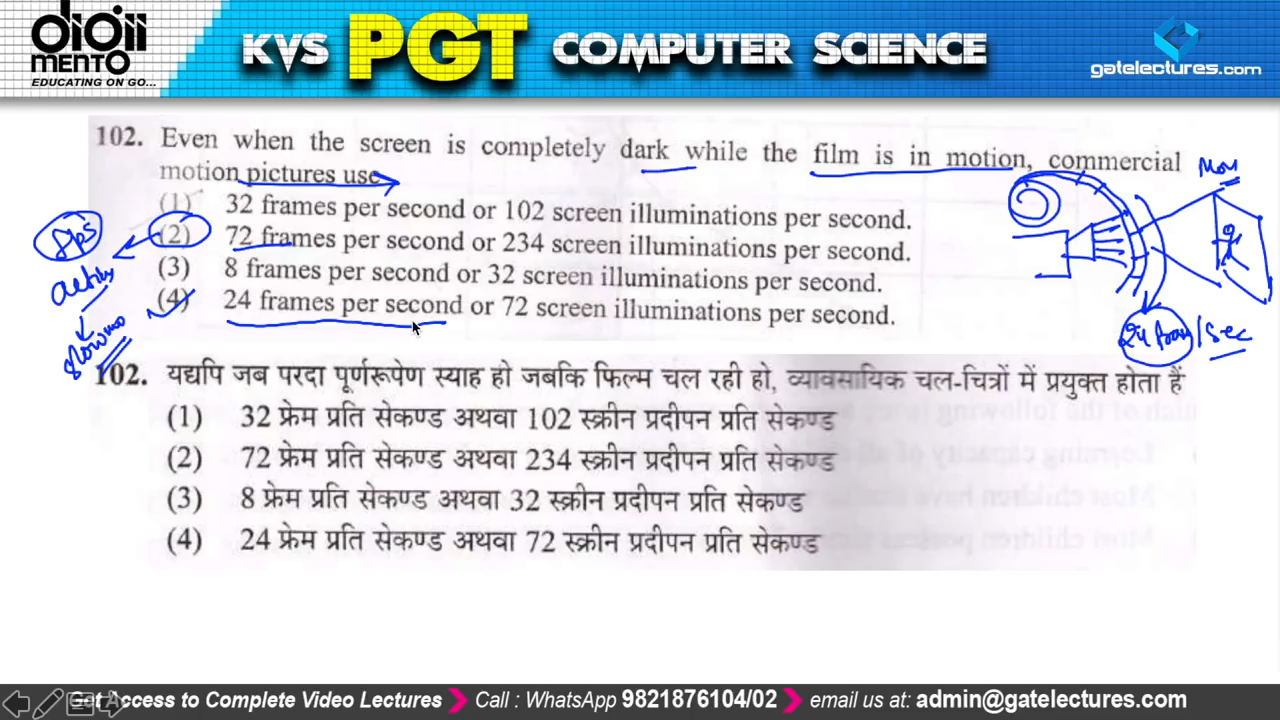 digii
MENTO
EDUCATING ON GO...
KVS PGT COMPUTER SCIENCE
gatelectures.com
102. Even when the screen is completely dark while the film is in motion, commercial
motion pictures use
(1) 32 frames per second or 102 screen illuminations per second.
(2) 72 frames per second or 234 screen illuminations per second.
(3) 8 frames per second or 32 screen illuminations per second.
(4) 24 frames per second or 72 screen illuminations per second.
/sec
102. यद्यपि जब परदा पूर्णरूपेण स्याह हो जबकि फिल्म चल रही हो, व्यावसायिक चल-चित्रों में प्रयुक्त होता हैं
(1) 32 फ्रेम प्रति सेकण्ड अथवा 102 स्क्रीन प्रदीपन प्रति सेकण्ड
(2) 72 फ्रेम प्रति सेकण्ड अथवा 234 स्क्रीन प्रदीपन प्रति सेकण्ड
(3) 8 फ्रेम प्रति सेकण्ड अथवा 32 स्क्रीन प्रदीपन प्रति सेकण्ड
(4) 24 फ्रेम प्रति सेकण्ड अथवा 72 स्क्रीन प्रदीपन प्रति सेकण्ड
Get Access to Complete Video Lectures Call : WhatsApp 9821876104/02 email us at: admin@gatelectures.com